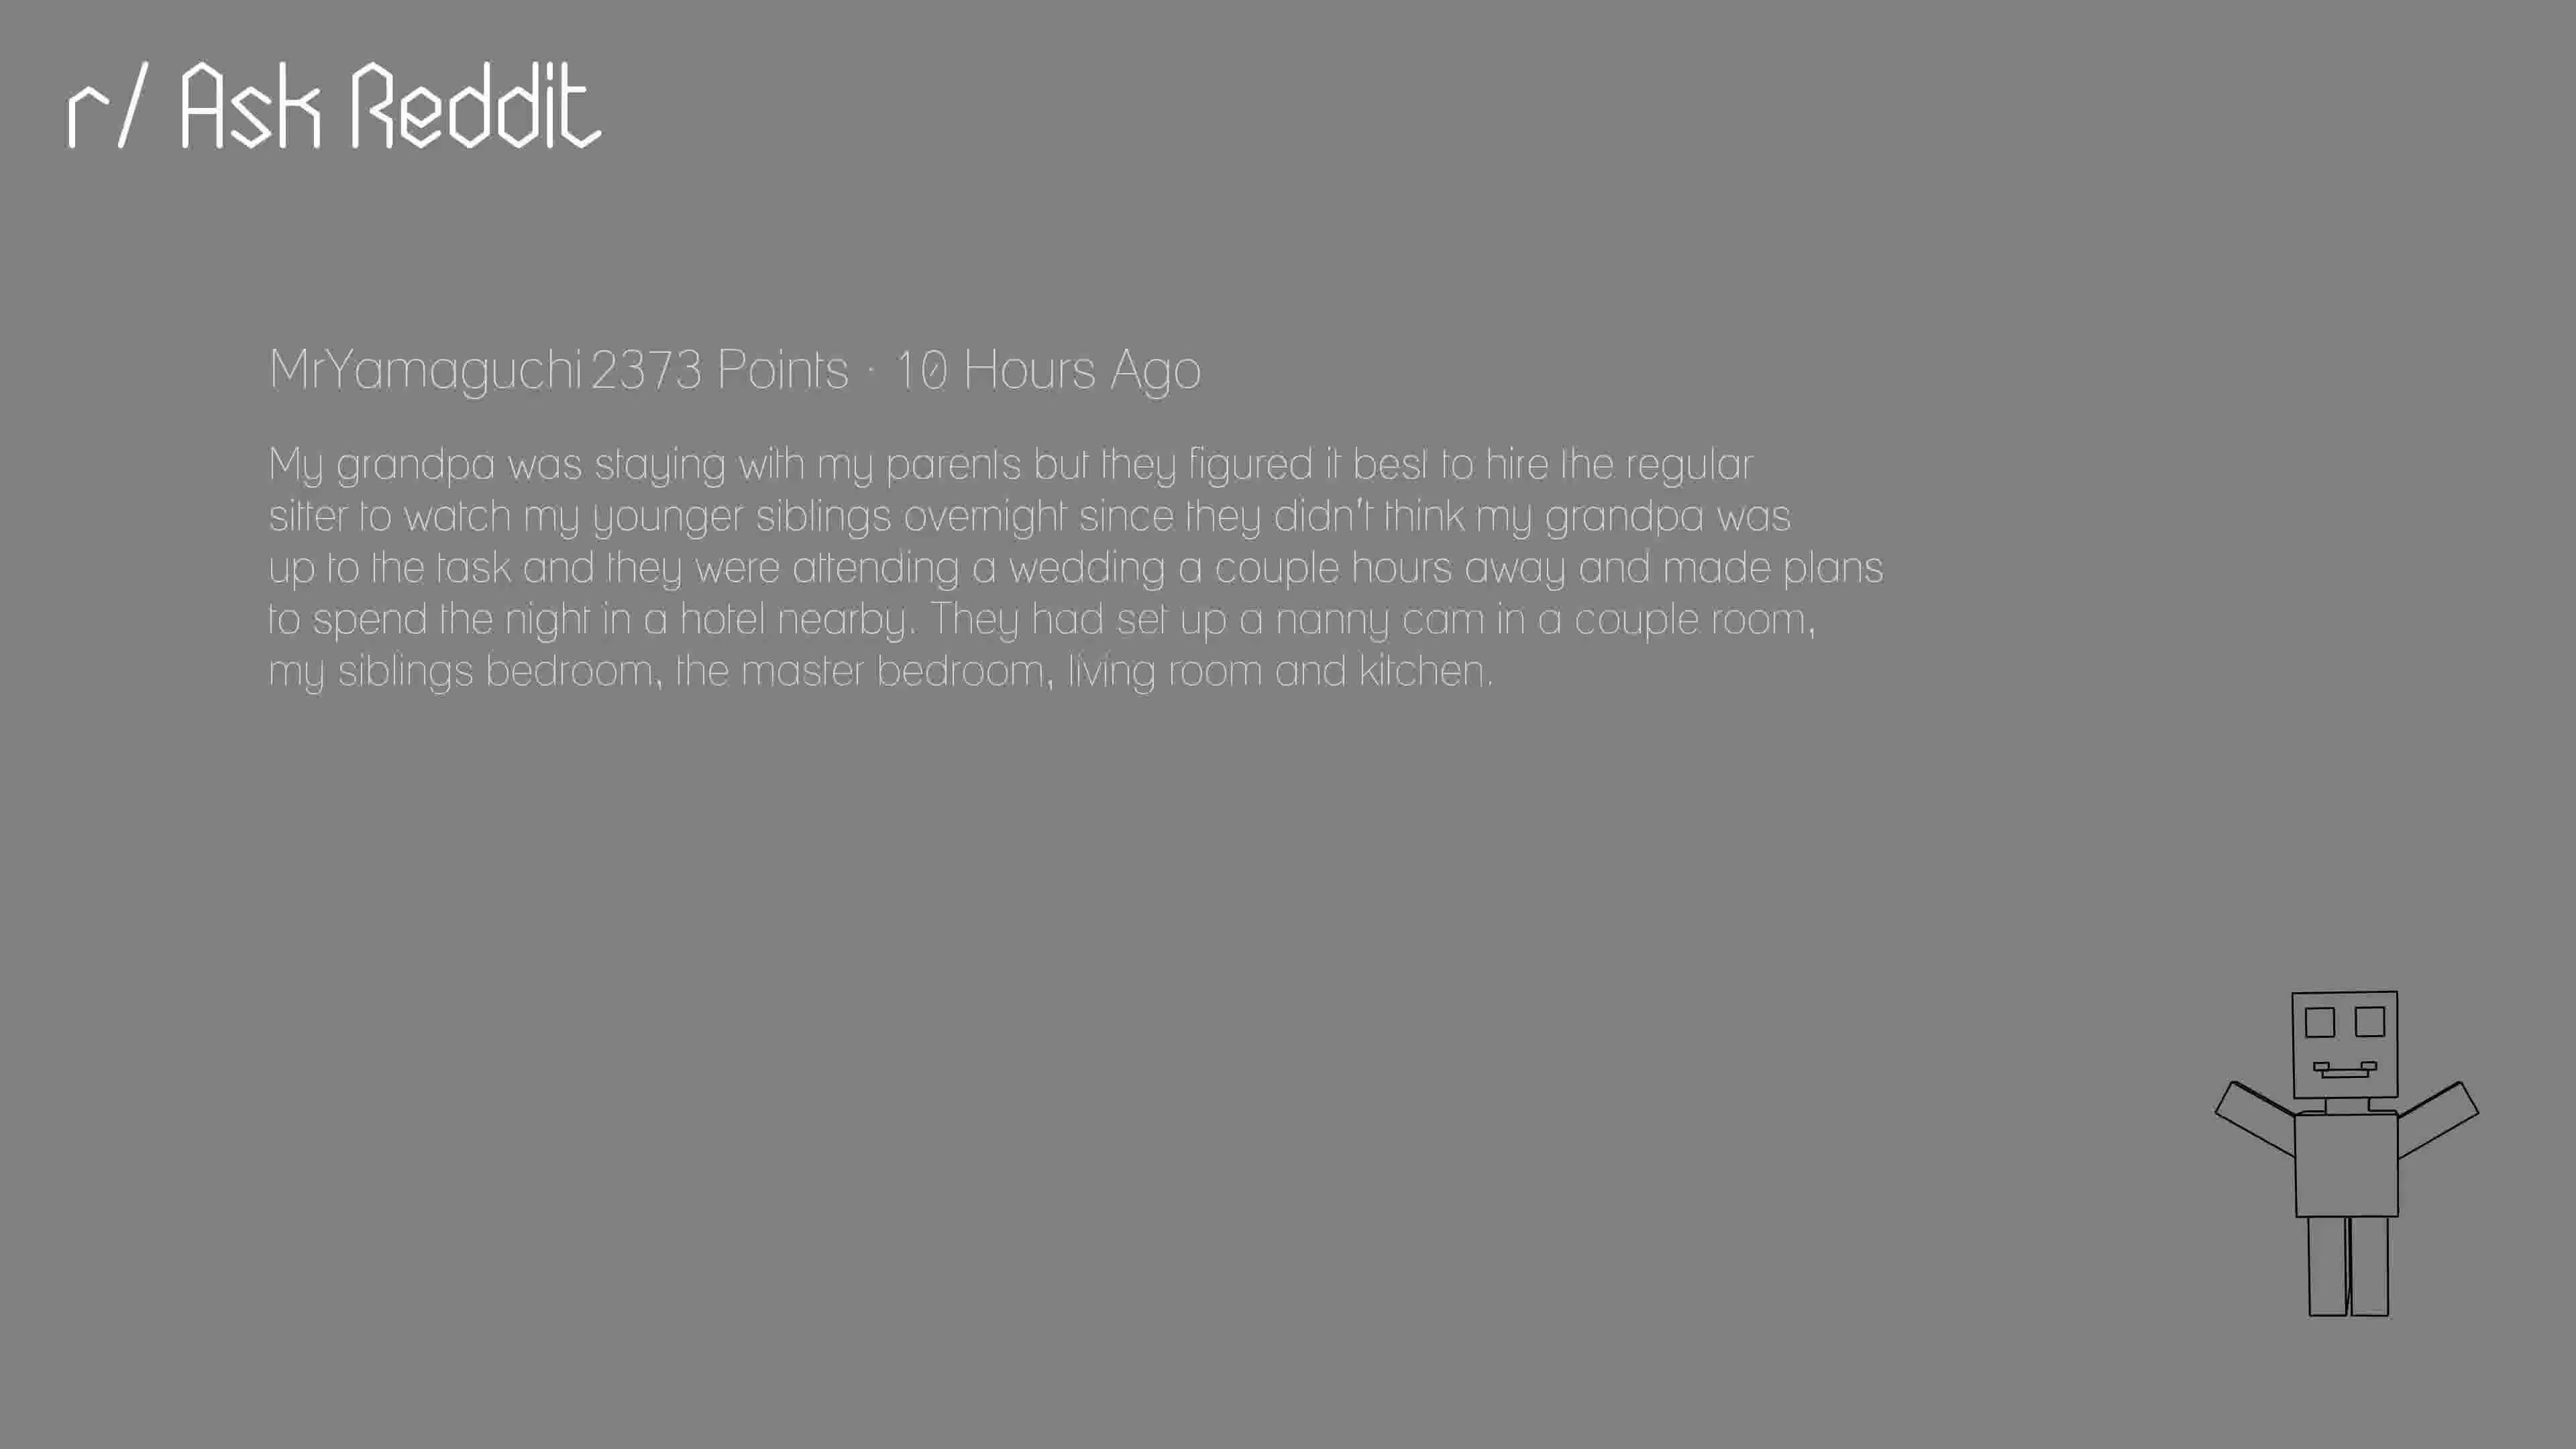 r/ Ask Reddit
MrYamaguchi 2373 Points · 10 Hours Ago
My grandpa was staying with my parents but they figured it best to hire the regular
sitter to watch my younger siblings overnight since they didn't think my grandpa was
up to the task and they were attending a wedding a couple hours away and made plans
to spend the night in a hotel nearby. They had set up a nanny cam in a couple room,
my siblings bedroom, the master bedroom, living room and kitchen.